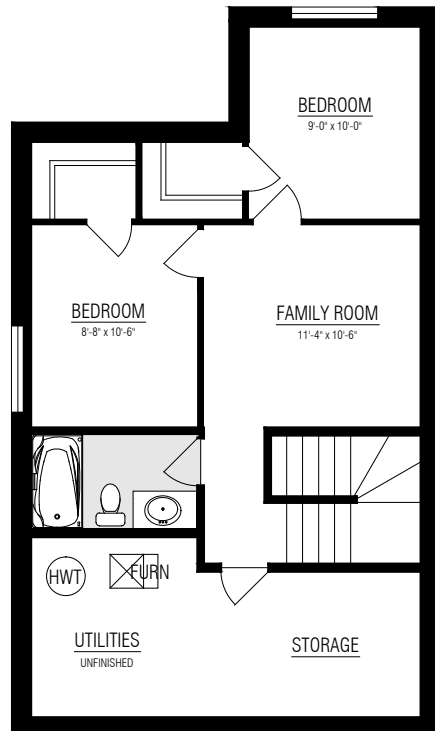 BEDROOM
9'-0" x 10'-0"
BEDROOM
8'-8" x 10'-6"
FAMILY ROOM
11'-4" x 10'-6"
HWT
FURN
UTILITIES
UNFINISHED
STORAGE